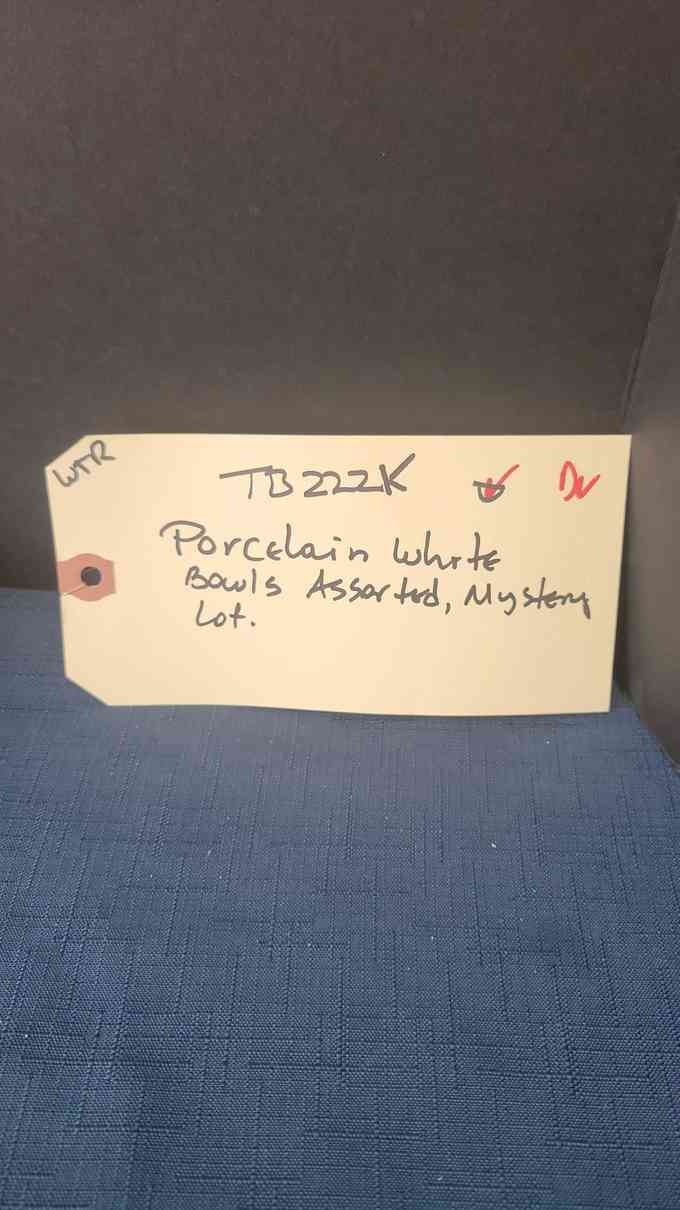 WTR
TB222K
Porcelain White
Bowls Assorted, Mystery
Lot.